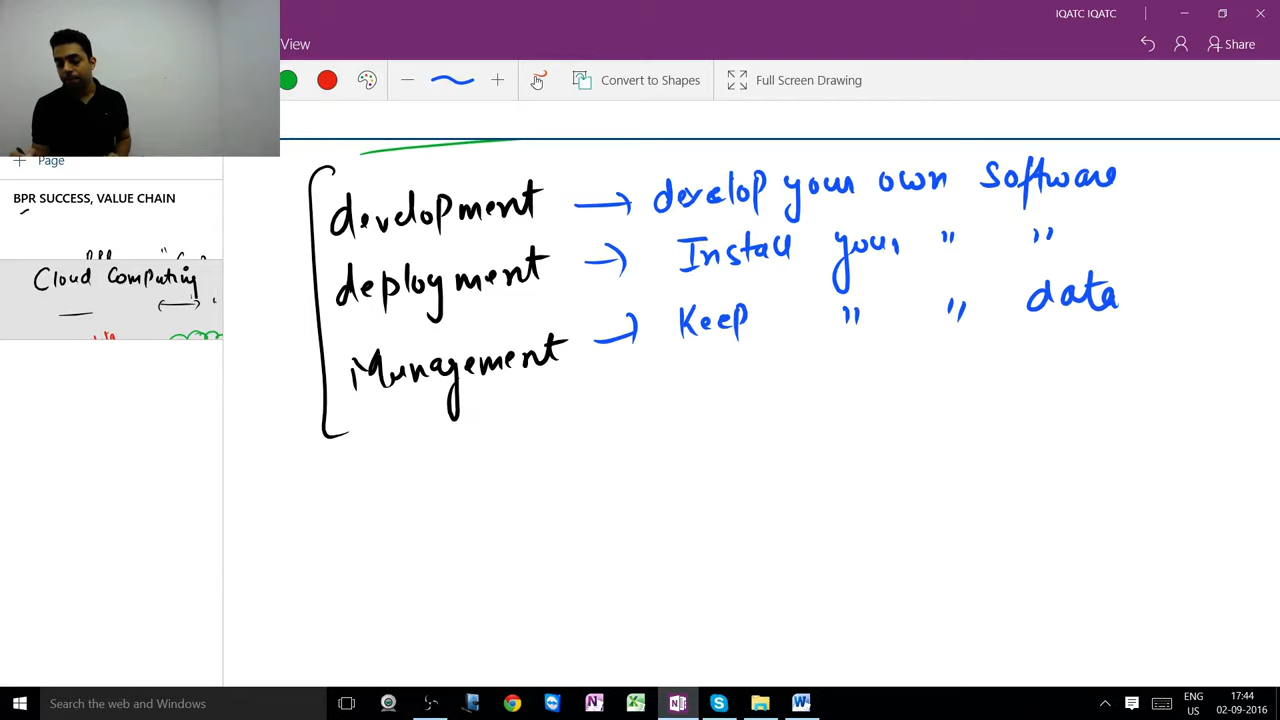 IQATC IQATC
View
Share
Convert to Shapes
Full Screen Drawing
Page
BPR SUCCESS, VALUE CHAIN
Cloud Computing
development → develop your own Software
deployment → Install your " "
Management → Keep " " data
Search the web and Windows
ENG
US
17:44
02-09-2016